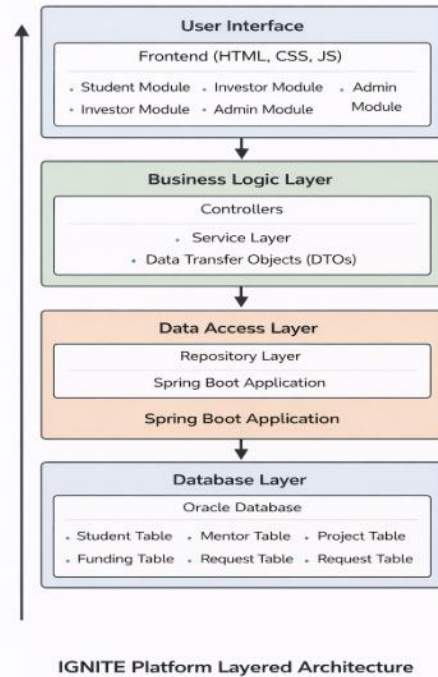 User Interface
Frontend (HTML, CSS, JS)
• Student Module • Investor Module • Admin Module
• Investor Module • Admin Module
Business Logic Layer
Controllers
• Service Layer
• Data Transfer Objects (DTOs)
Data Access Layer
Repository Layer
Spring Boot Application
Spring Boot Application
Database Layer
Oracle Database
• Student Table • Mentor Table • Project Table
• Funding Table • Request Table • Request Table
IGNITE Platform Layered Architecture